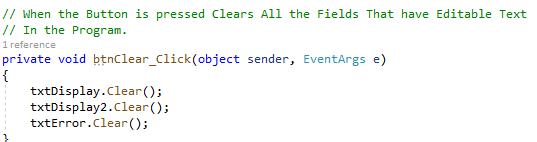 // When the Button is pressed Clears All the Fields That have Editable Text
// In the Program.
1 reference
private void btnClear_Click(object sender, EventArgs e)
{
txtDisplay.Clear();
txtDisplay2.Clear();
txtError.Clear();
}